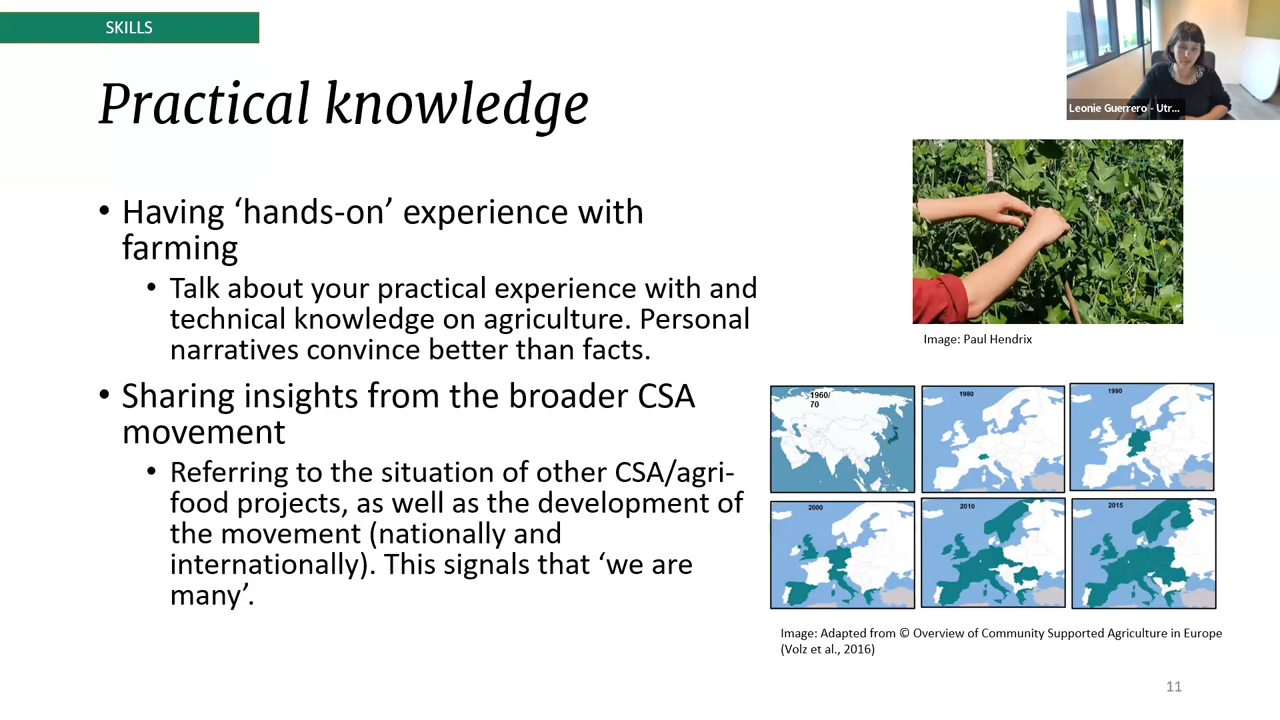 SKILLS
Practical knowledge
Leonie Guerrero - Utr...
• Having ‘hands-on’ experience with
farming
• Talk about your practical experience with and
technical knowledge on agriculture. Personal
narratives convince better than facts.
• Sharing insights from the broader CSA
movement
• Referring to the situation of other CSA/agri-
food projects, as well as the development of
the movement (nationally and
internationally). This signals that ‘we are
many’.
Image: Paul Hendrix
1960/
70
1980
1990
2000
2010
2015
Image: Adapted from © Overview of Community Supported Agriculture in Europe
(Volz et al., 2016)
11